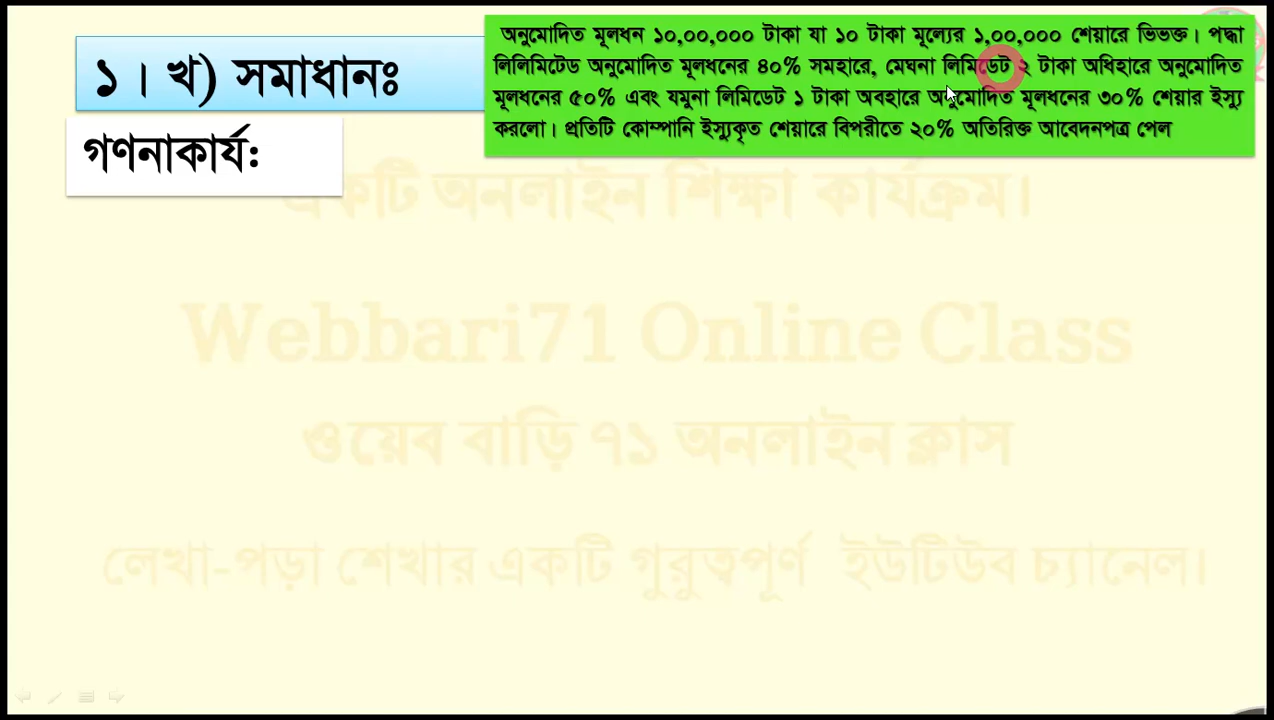 ১। খ) সমাধানঃ
গণনাকার্য:
অনুমোদিত মূলধন ১০,০০,০০০ টাকা যা ১০ টাকা মূল্যের ১,০০,০০০ শেয়ারে ভিভক্ত। পদ্ধা
লিলিমিটেড অনুমোদিত মূলধনের ৪০% সমহারে, মেঘনা লিমিডেট ২ টাকা অধিহারে অনুমোদিত
মূলধনের ৫০% এবং যমুনা লিমিডেট ১ টাকা অবহারে অনুমোদিত মূলধনের ৩০% শেয়ার ইস্যু
করলো। প্রতিটি কোম্পানি ইস্যুকৃত শেয়ারে বিপরীতে ২০% অতিরিক্ত আবেদনপত্র পেল
একটি অনলাইন শিক্ষা কার্যক্রম।
Webbari71 Online Class
ওয়েব বাড়ি ৭১ অনলাইন ক্লাস
লেখা-পড়া শেখার একটি গুরুত্বপূর্ণ ইউটিউব চ্যানেল।